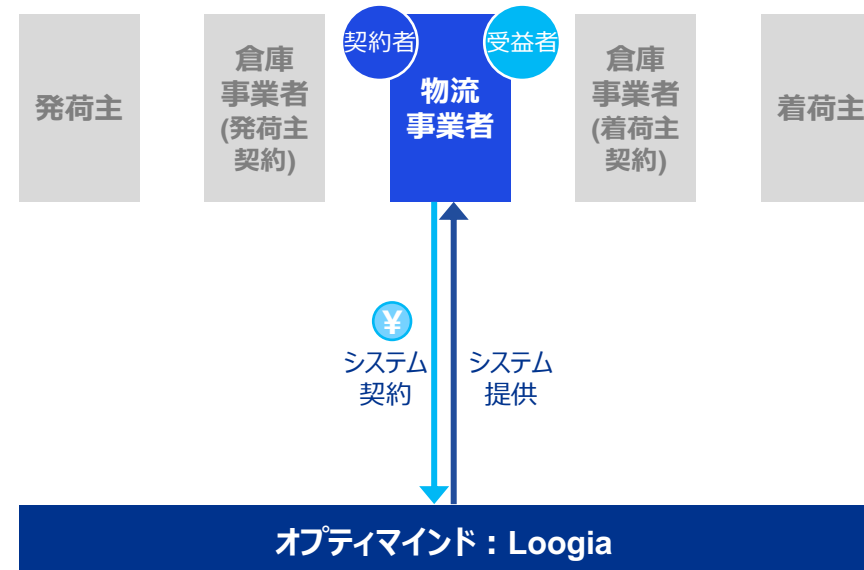 発荷主
倉庫
事業者
(発荷主
契約)
契約者
受益者
物流
事業者
倉庫
事業者
(着荷主
契約)
着荷主
¥
システム
契約
システム
提供
オプティマインド：Loogia